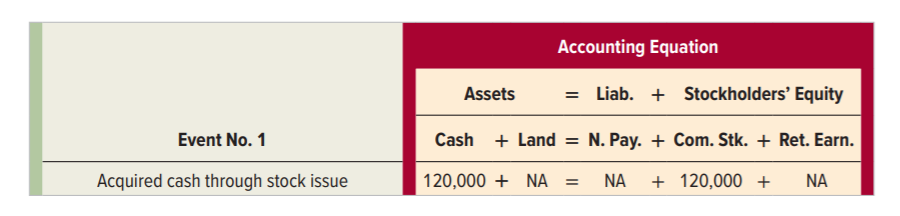 Accounting Equation
Assets = Liab. + Stockholders' Equity
Event No. 1 Cash + Land = N. Pay. + Com. Stk. + Ret. Earn.
Acquired cash through stock issue 120,000 + NA = NA + 120,000 + NA